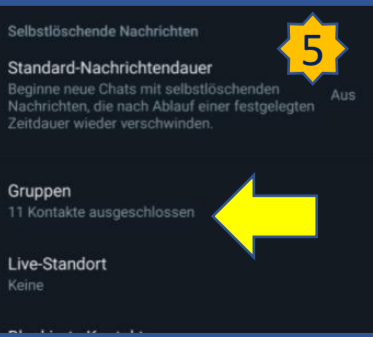 Selbstlöschende Nachrichten
5
Standard-Nachrichtendauer
Beginne neue Chats mit selbstlöschenden
Nachrichten, die nach Ablauf einer festgelegten
Zeitdauer wieder verschwinden.
Aus
Gruppen
11 Kontakte ausgeschlossen
Live-Standort
Keine